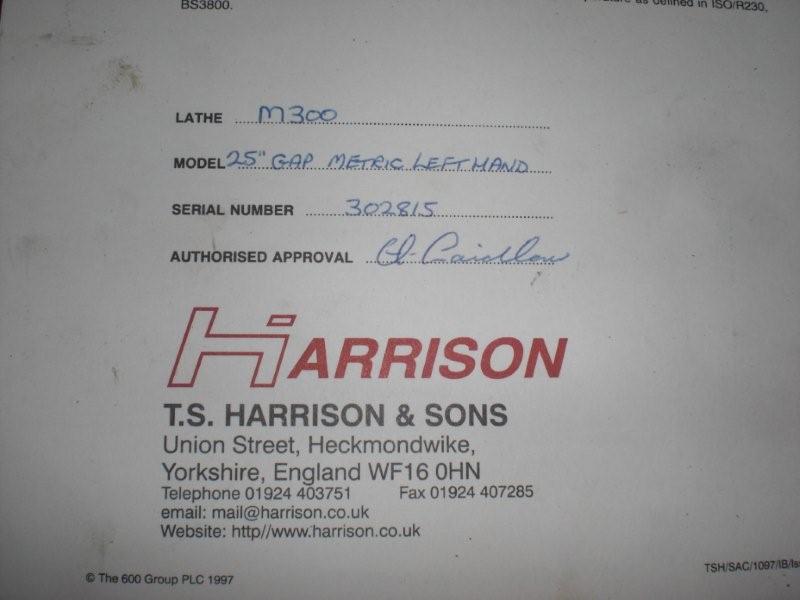 BS3800.
as defined in ISO/R230,
LATHE M300
MODEL 25" GAP METRIC LEFT HAND
SERIAL NUMBER 302815
AUTHORISED APPROVAL
HARRISON
T.S. HARRISON & SONS
Union Street, Heckmondwike,
Yorkshire, England WF16 0HN
Telephone 01924 403751 Fax 01924 407285
email: mail@harrison.co.uk
Website: http//www.harrison.co.uk
TSH/SAC/1097/IB/Iss
© The 600 Group PLC 1997